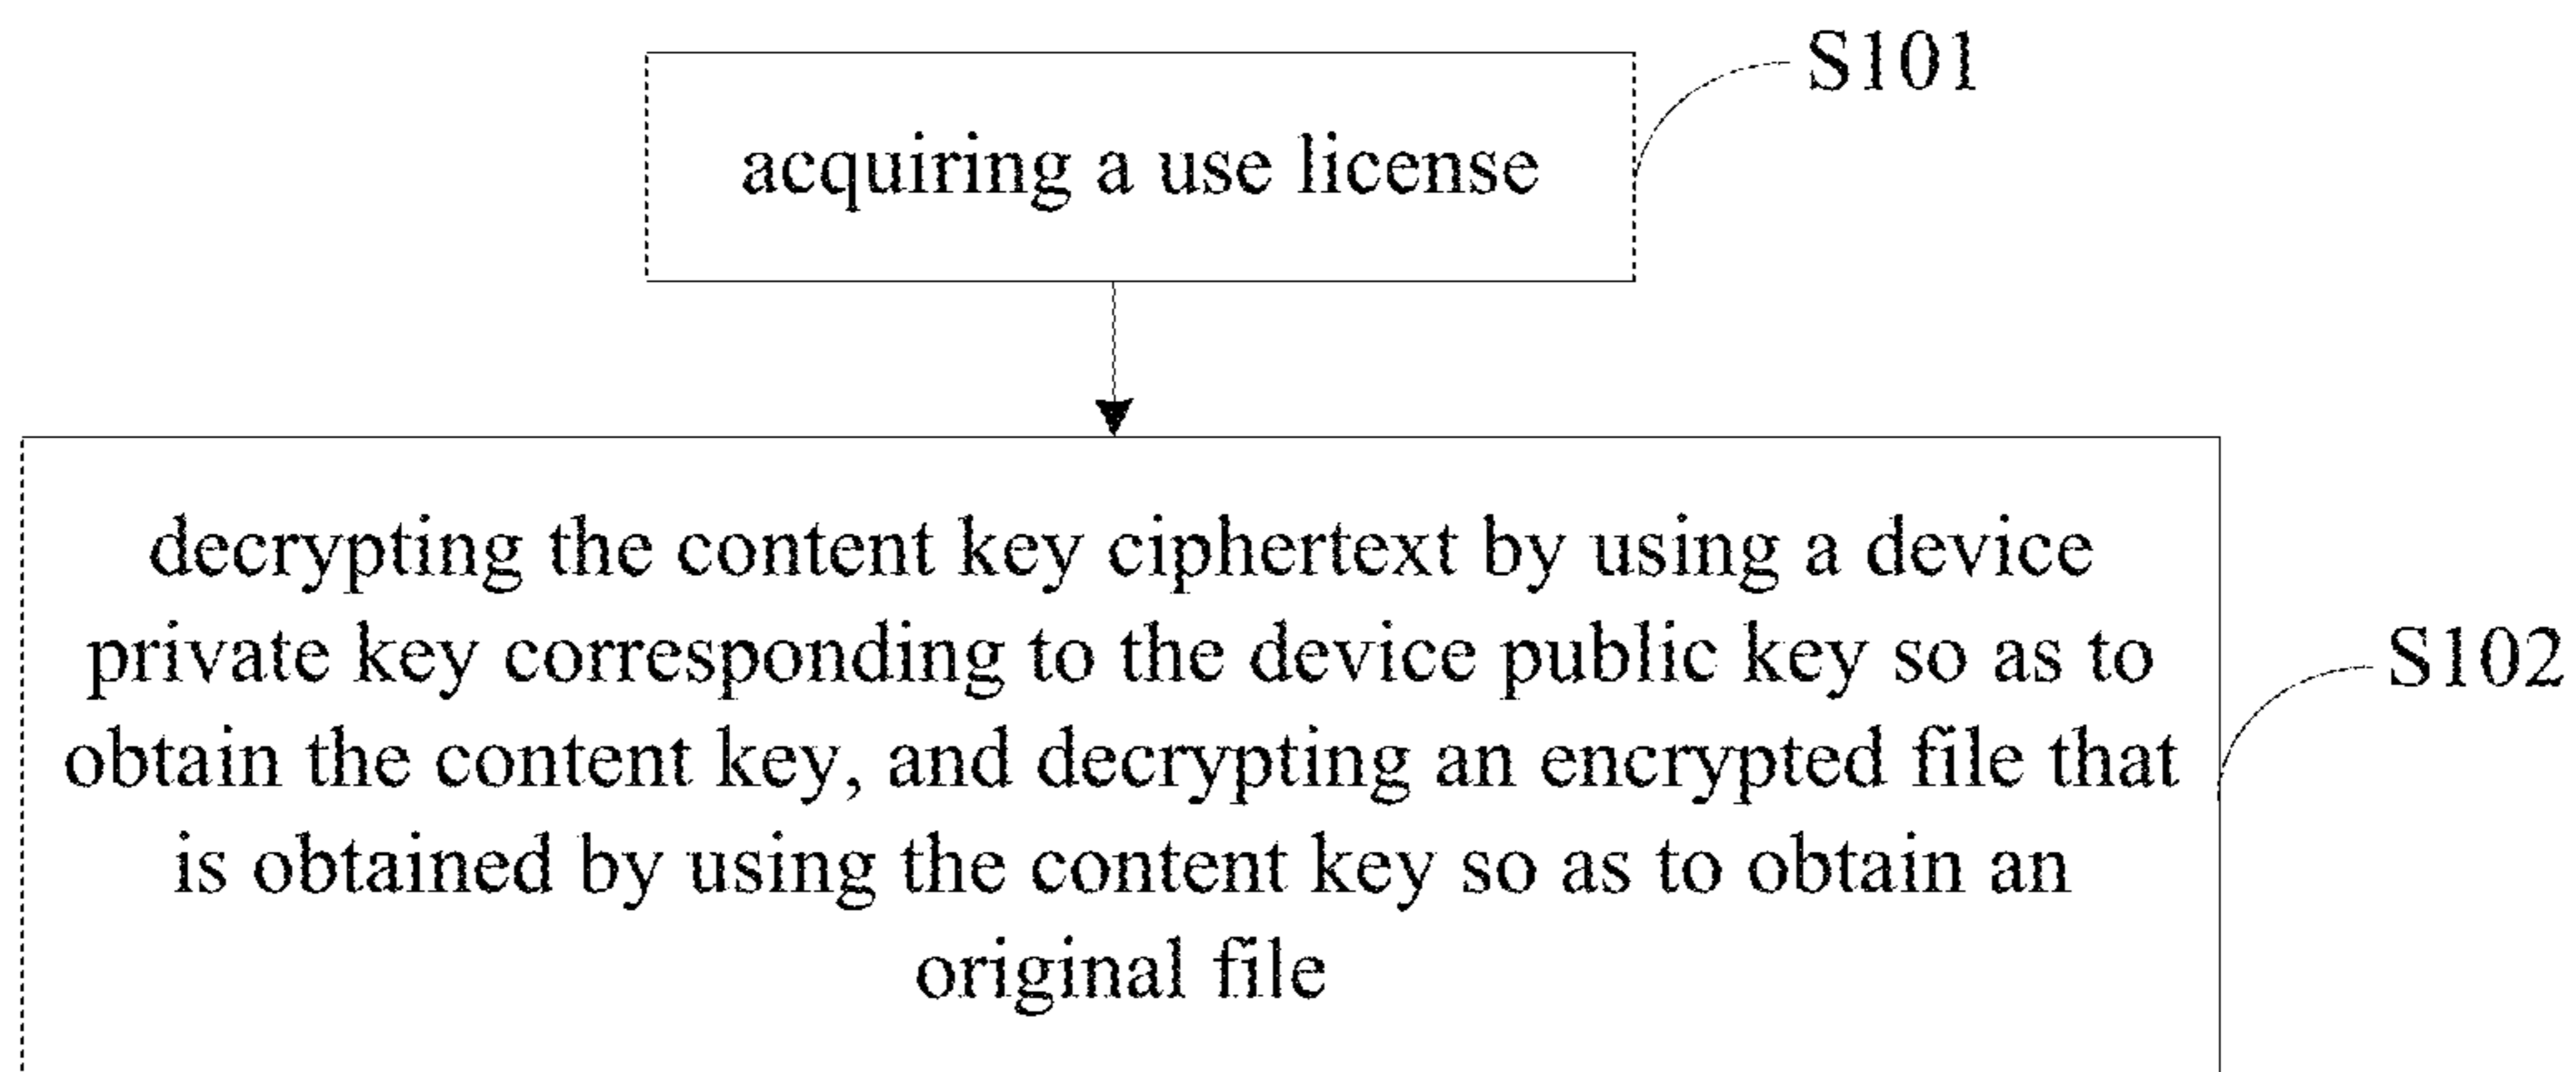 S101
acquiring a use license
decrypting the content key ciphertext by using a device
private key corresponding to the device public key so as to
obtain the content key, and decrypting an encrypted file that
is obtained by using the content key so as to obtain an
original file
S102